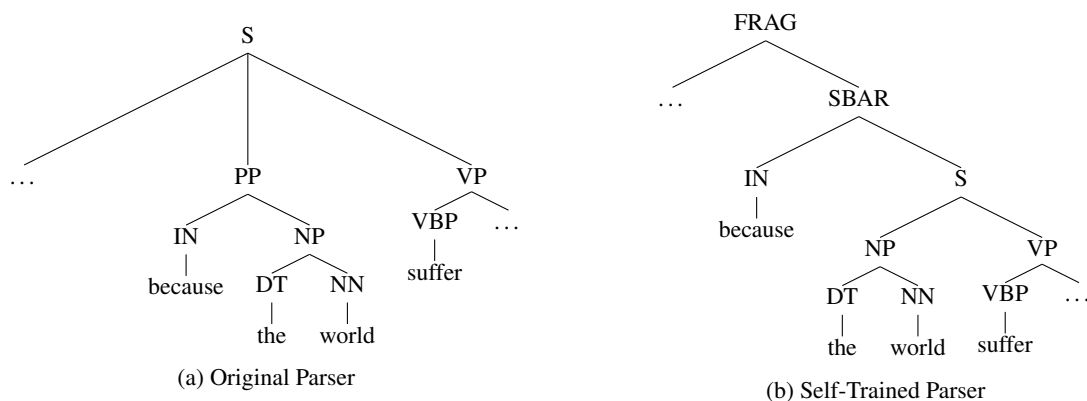 S
... PP VP
IN NP VBP ...
because DT NN suffer
the world
(a) Original Parser
FRAG
... SBAR
IN S
because NP VP
DT NN VBP ...
the world suffer
(b) Self-Trained Parser